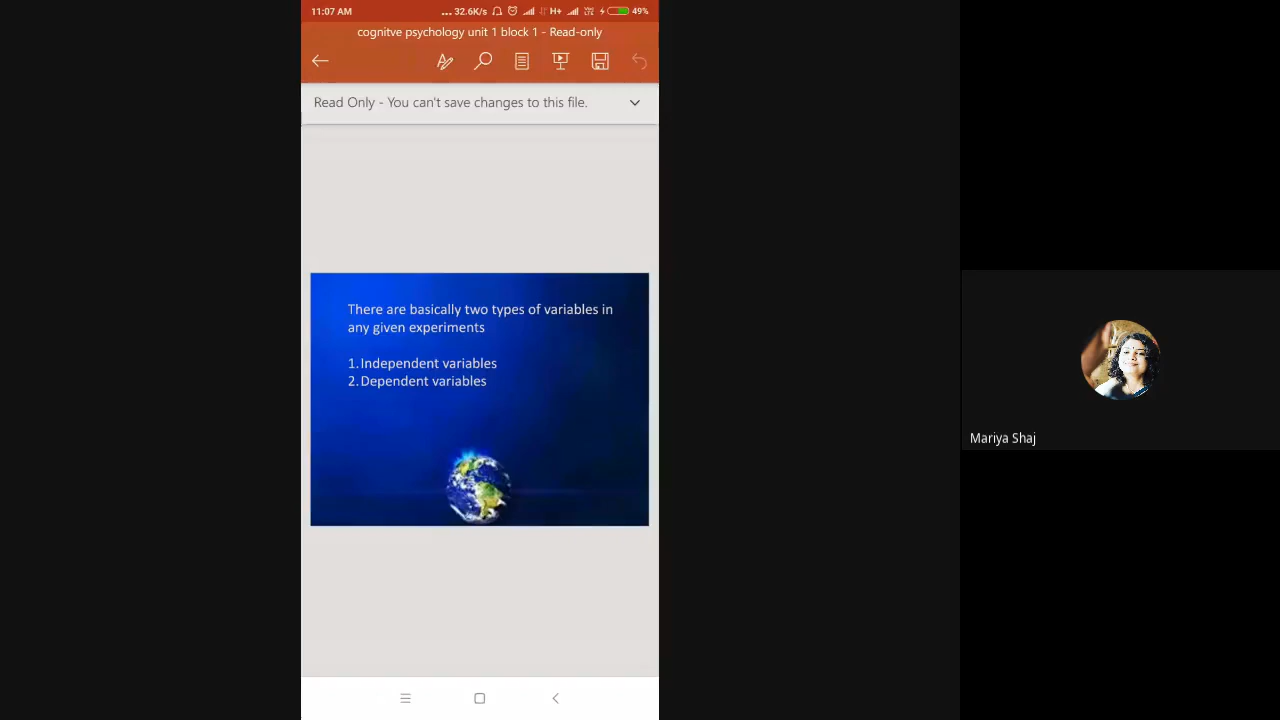 11:07 AM ... 32.6K/s H+ 49%
cognitve psychology unit 1 block 1 - Read-only
Read Only - You can't save changes to this file.
There are basically two types of variables in
any given experiments
1. Independent variables
2. Dependent variables
Mariya Shaj